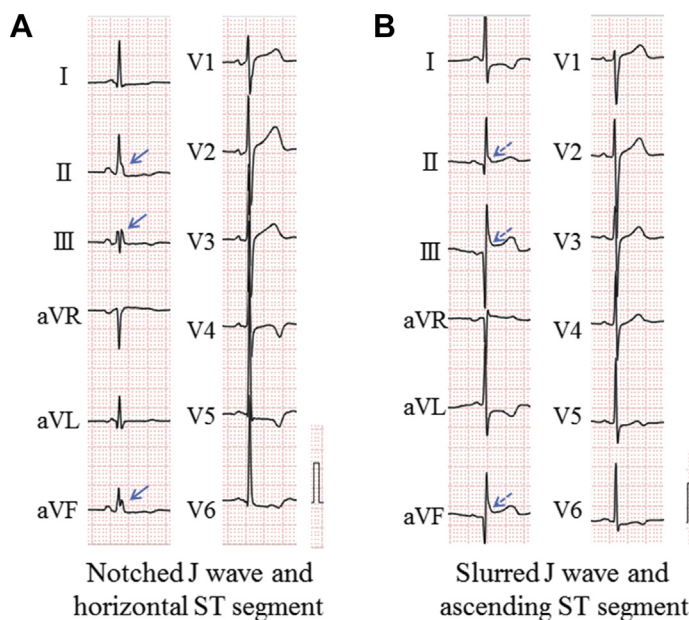 A
I
II
III
aVR
aVL
aVF
V1
V2
V3
V4
V5
V6
Notched J wave and
horizontal ST segment
B
I
II
III
aVR
aVL
aVF
V1
V2
V3
V4
V5
V6
Slurred J wave and
ascending ST segment